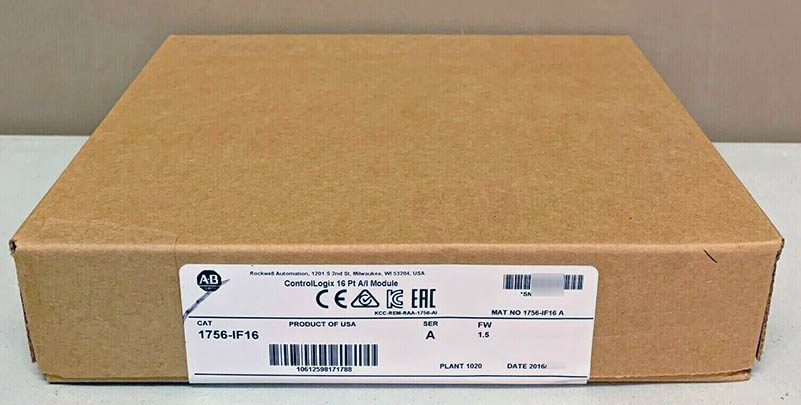 A-B
Rockwell Automation, 1201 S 2nd St, Milwaukee, WI 53204, USA
ControlLogix 16 Pt A/I Module
CE KC EAC
KCC-REM-RAA-1756-AI
*SN
MAT NO 1756-IF16 A
CAT
1756-IF16
PRODUCT OF USA
SER
A
FW
1.5
10612598171788
PLANT 1020
DATE 2016/